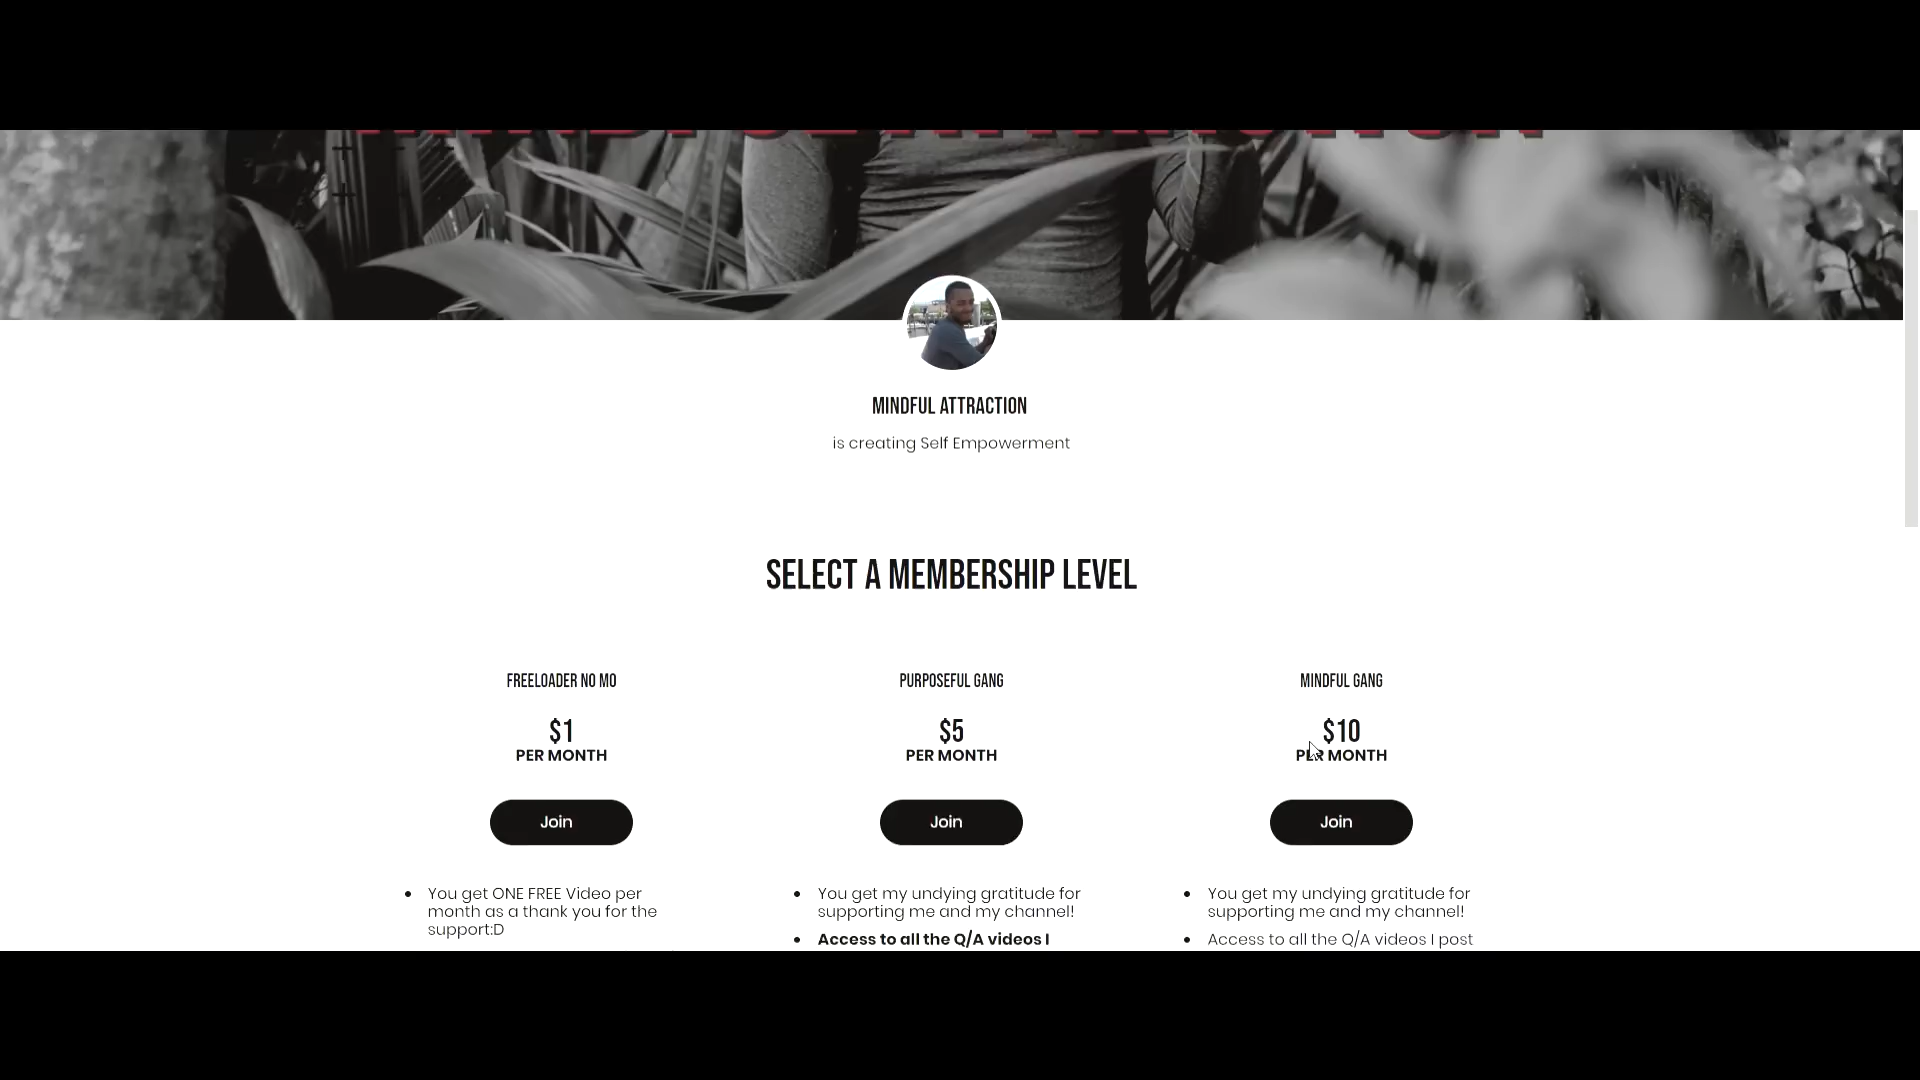 MINDFUL ATTRACTION
is creating Self Empowerment
SELECT A MEMBERSHIP LEVEL
FREELOADER NO MO
$1
PER MONTH
Join
You get ONE FREE Video per
month as a thank you for the
support:D
PURPOSEFUL GANG
$5
PER MONTH
Join
You get my undying gratitude for
supporting me and my channel!
Access to all the Q/A videos I
MINDFUL GANG
$10
PER MONTH
Join
You get my undying gratitude for
supporting me and my channel!
Access to all the Q/A videos I post